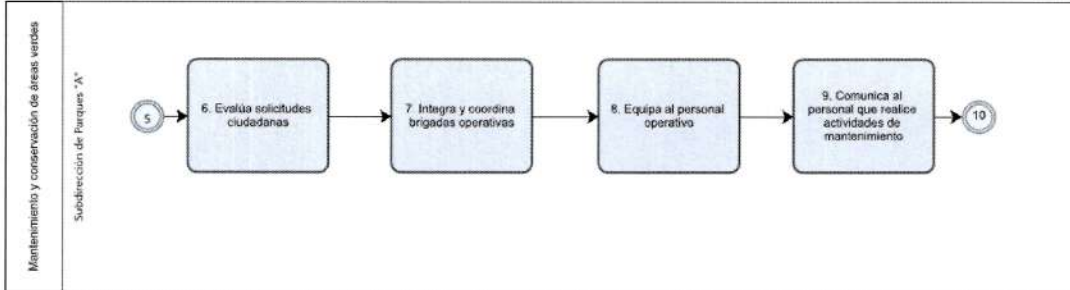 Mantenimiento y conservación de áreas verdes
Subdirección de Parques "A"
5
6. Evalúa solicitudes
ciudadanas
7. Integra y coordina
brigadas operativas
8. Equipa al personal
operativo
9. Comunica al
personal que realice
actividades de
mantenimiento
10